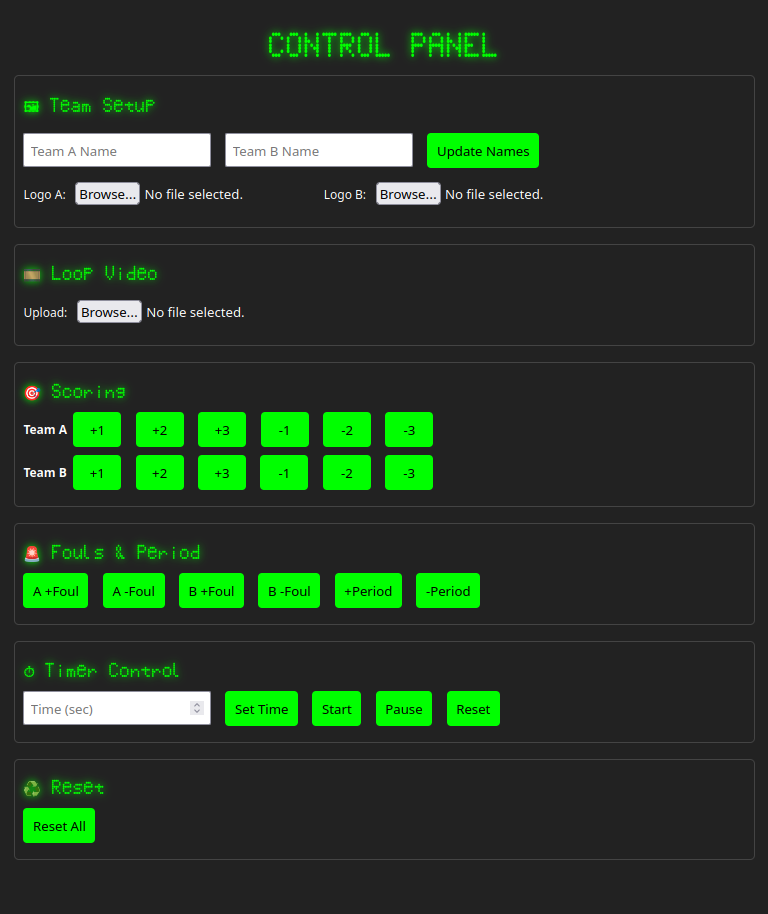 CONTROL PANEL
🖼 Team Setup
Team A Name Team B Name Update Names
Logo A: Browse... No file selected. Logo B: Browse... No file selected.
🎞 Loop Video
Upload: Browse... No file selected.
🎯 Scoring
Team A +1 +2 +3 -1 -2 -3
Team B +1 +2 +3 -1 -2 -3
🚨 Fouls & Period
A +Foul A -Foul B +Foul B -Foul +Period -Period
⏱ Timer Control
Time (sec) Set Time Start Pause Reset
♻ Reset
Reset All